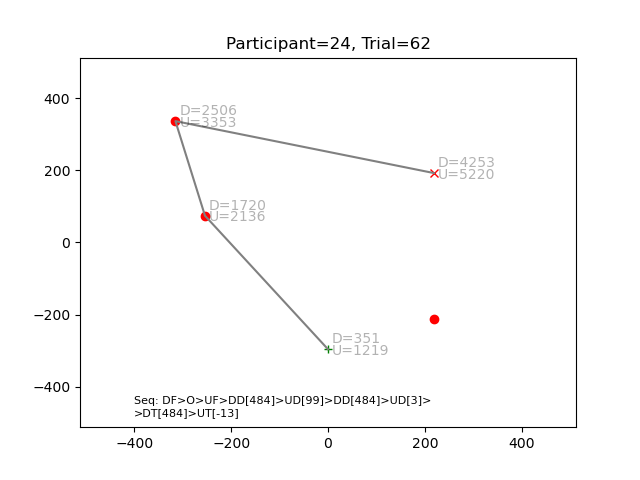 Participant=24, Trial=62
400
200
0
−200
−400
D=2506
U=3353
D=4253
U=5220
D=1720
U=2136
D=351
U=1219
Seq: DF>O>UF>DD[484]>UD[99]>DD[484]>UD[3]>
>DT[484]>UT[-13]
−400
−200
0
200
400